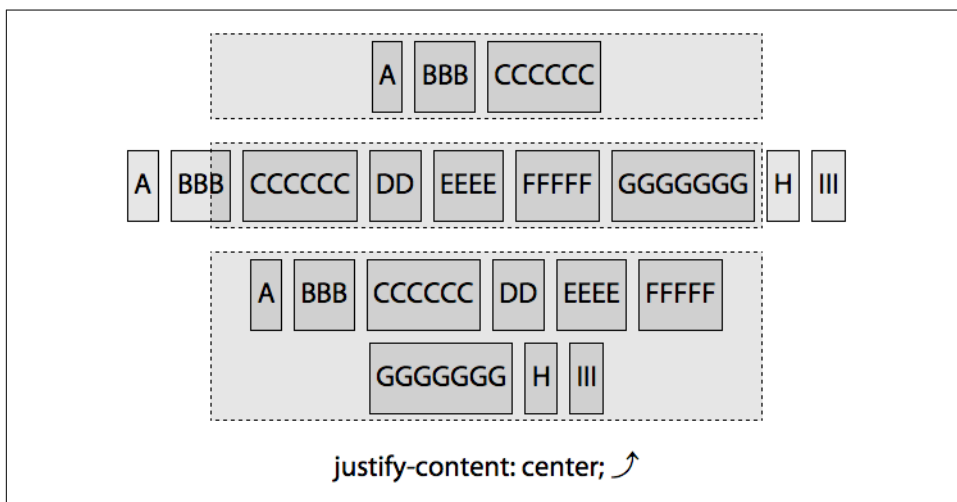 A BBB CCCCCC
A BBB CCCCCC DD EEEE FFFFF GGGGGGG H III
A BBB CCCCCC DD EEEE FFFFF
GGGGGGG H III
justify-content: center;